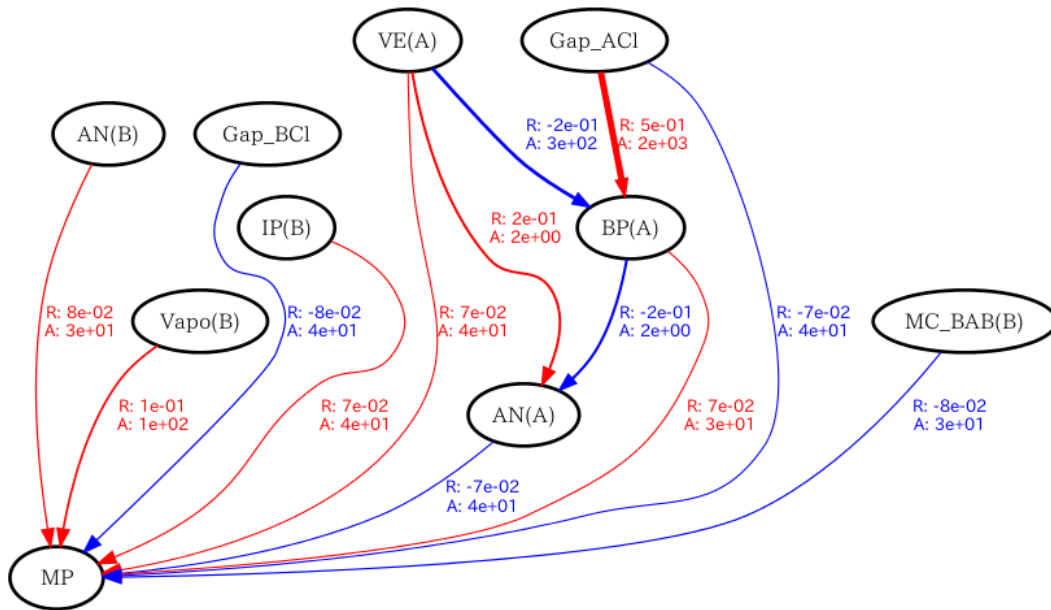 VE(A)
Gap_ACl
AN(B)
Gap_BCl
R: -2e-01
A: 3e+02
R: 5e-01
A: 2e+03
IP(B)
BP(A)
R: 2e-01
A: 2e+00
R: 8e-02
A: 3e+01
Vapo(B)
R: -8e-02
A: 4e+01
R: 7e-02
A: 4e+01
R: -2e-01
A: 2e+00
R: -7e-02
A: 4e+01
MC_BAB(B)
R: 1e-01
A: 1e+02
R: 7e-02
A: 4e+01
AN(A)
R: 7e-02
A: 3e+01
R: -8e-02
A: 3e+01
R: -7e-02
A: 4e+01
MP